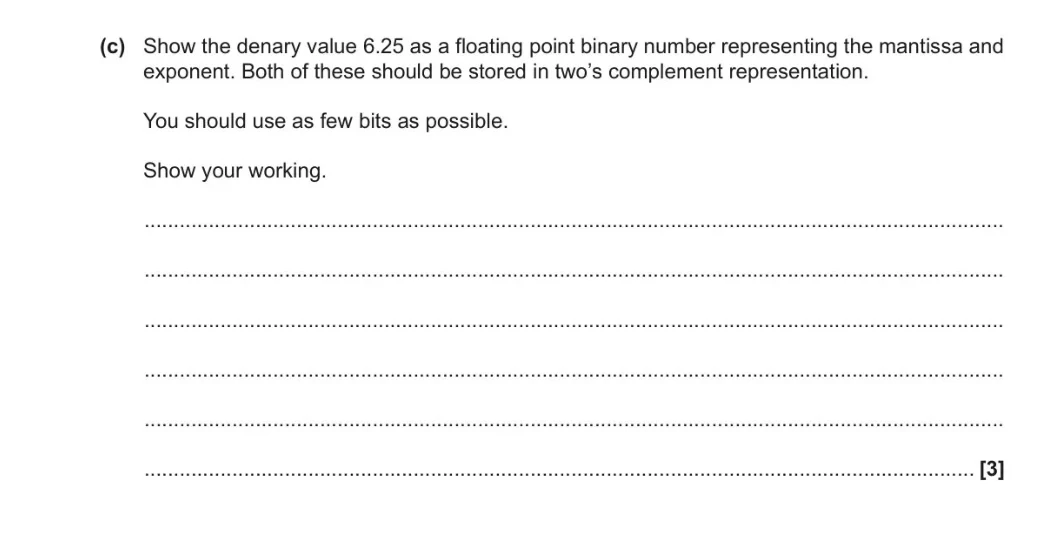 (c) Show the denary value 6.25 as a floating point binary number representing the mantissa and
exponent. Both of these should be stored in two’s complement representation.
You should use as few bits as possible.
Show your working.
[3]